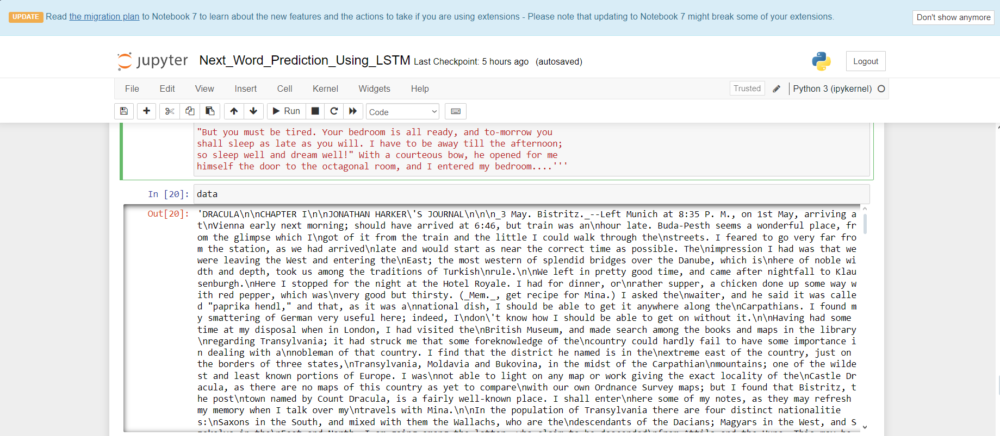 UPDATE Read the migration plan to Notebook 7 to learn about the new features and the actions to take if you are using extensions - Please note that updating to Notebook 7 might break some of your extensions. Don't show anymore
jupyter Next_Word_Prediction_Using_LSTM Last Checkpoint: 5 hours ago (autosaved) Logout
File Edit View Insert Cell Kernel Widgets Help Trusted Python 3 (ipykernel)
Run Code
"But you must be tired. Your bedroom is all ready, and to-morrow you
shall sleep as late as you will. I have to be away till the afternoon;
so sleep well and dream well!" With a courteous bow, he opened for me
himself the door to the octagonal room, and I entered my bedroom....'''
In [20]: data
Out[20]: 'DRACULA\n\nCHAPTER I\n\nJONATHAN HARKER\'S JOURNAL\n\n\n_3 May. Bistritz._--Left Munich at 8:35 P. M., on 1st May, arriving a
t\nVienna early next morning; should have arrived at 6:46, but train was an\nhour late. Buda-Pesth seems a wonderful place, fr
om the glimpse which I\ngot of it from the train and the little I could walk through the\nstreets. I feared to go very far fro
m the station, as we had arrived\nlate and would start as near the correct time as possible. The\nimpression I had was that we
were leaving the West and entering the\nEast; the most western of splendid bridges over the Danube, which is\nhere of noble wi
dth and depth, took us among the traditions of Turkish\nrule.\n\nWe left in pretty good time, and came after nightfall to Klau
senburgh.\nHere I stopped for the night at the Hotel Royale. I had for dinner, or\nrather supper, a chicken done up some way w
ith red pepper, which was\nvery good but thirsty. (_Mem._, get recipe for Mina.) I asked the\nwaiter, and he said it was calle
d "paprika hendl," and that, as it was a\nnational dish, I should be able to get it anywhere along the\nCarpathians. I found m
y smattering of German very useful here; indeed, I\ndon\'t know how I should be able to get on without it.\n\nHaving had some
time at my disposal when in London, I had visited the\nBritish Museum, and made search among the books and maps in the library
\nregarding Transylvania; it had struck me that some foreknowledge of the\ncountry could hardly fail to have some importance i
n dealing with a\nnobleman of that country. I find that the district he named is in the\nextreme east of the country, just on
the borders of three states,\nTransylvania, Moldavia and Bukovina, in the midst of the Carpathian\nmountains; one of the wilde
st and least known portions of Europe. I was\nnot able to light on any map or work giving the exact locality of the\nCastle Dr
acula, as there are no maps of this country as yet to compare\nwith our own Ordnance Survey maps; but I found that Bistritz, t
he post\ntown named by Count Dracula, is a fairly well-known place. I shall enter\nhere some of my notes, as they may refresh
my memory when I talk over my\ntravels with Mina.\n\nIn the population of Transylvania there are four distinct nationalitie
s:\nSaxons in the South, and mixed with them the Wallachs, who are the\ndescendants of the Dacians; Magyars in the West, and S